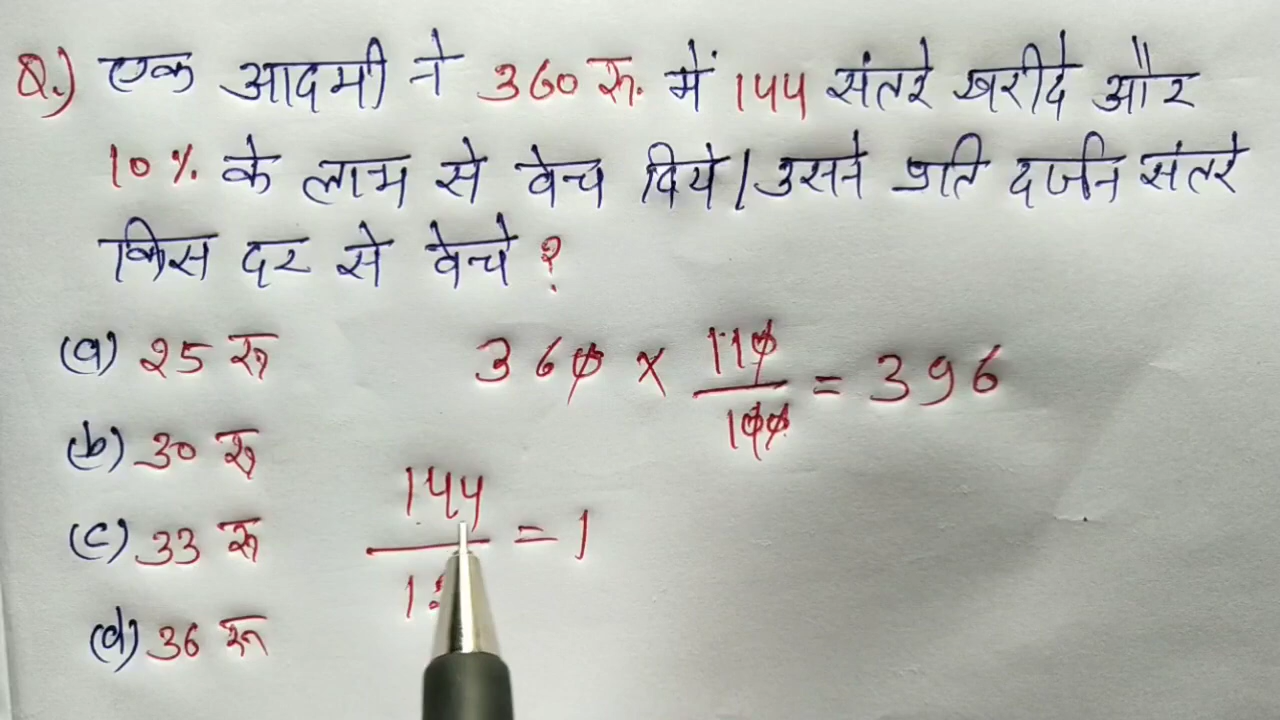 Q.) एक आदमी ने 360 रू. में 144 संतरे खरीदे और
10% के लाभ से बेच दिये। उसने प्रति दर्जन संतरे
किस दर से बेचे ?
(a) 25 रू
(b) 30 रू
(c) 33 रू
(d) 36 रू
360 × 110/100 = 396
144/1 = 1